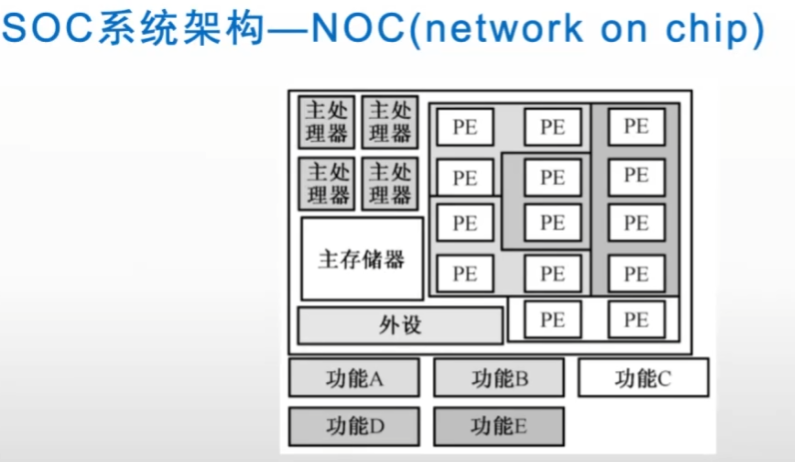 SOC系统架构—NOC(network on chip)
主处 主处
理器 理器
PE PE PE
主处 主处
理器 理器
PE PE PE
PE PE PE
主存储器
PE PE PE
外设
PE PE
功能A 功能B 功能C
功能D 功能E